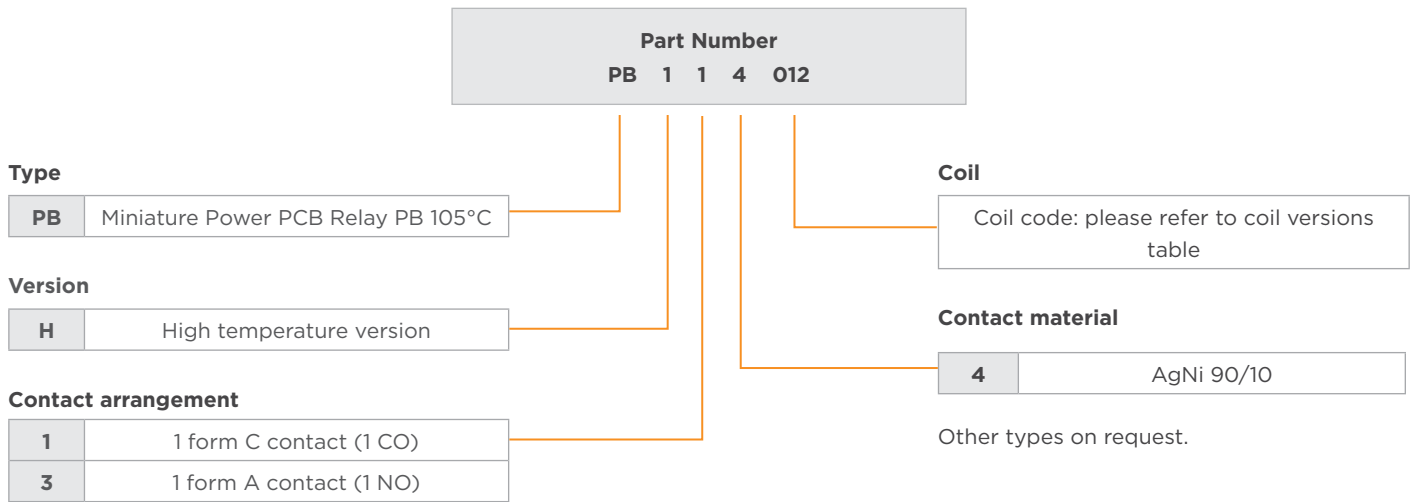 Part Number
PB 1 1 4 012
Type
PB Miniature Power PCB Relay PB 105°C
Version
H High temperature version
Contact arrangement
1 1 form C contact (1 CO)
3 1 form A contact (1 NO)
Coil
Coil code: please refer to coil versions
table
Contact material
4 AgNi 90/10
Other types on request.